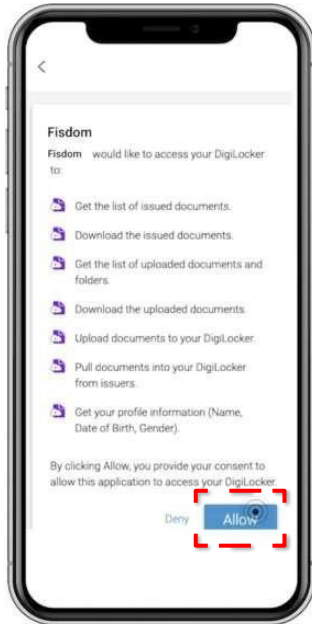 Fisdom
Fisdom would like to access your DigiLocker
to:
Get the list of issued documents.
Download the issued documents.
Get the list of uploaded documents and
folders.
Download the uploaded documents.
Upload documents to your DigiLocker.
Pull documents into your DigiLocker
from issuers.
Get your profile information (Name,
Date of Birth, Gender).
By clicking Allow, you provide your consent to
allow this application to access your DigiLocker.
Deny Allow